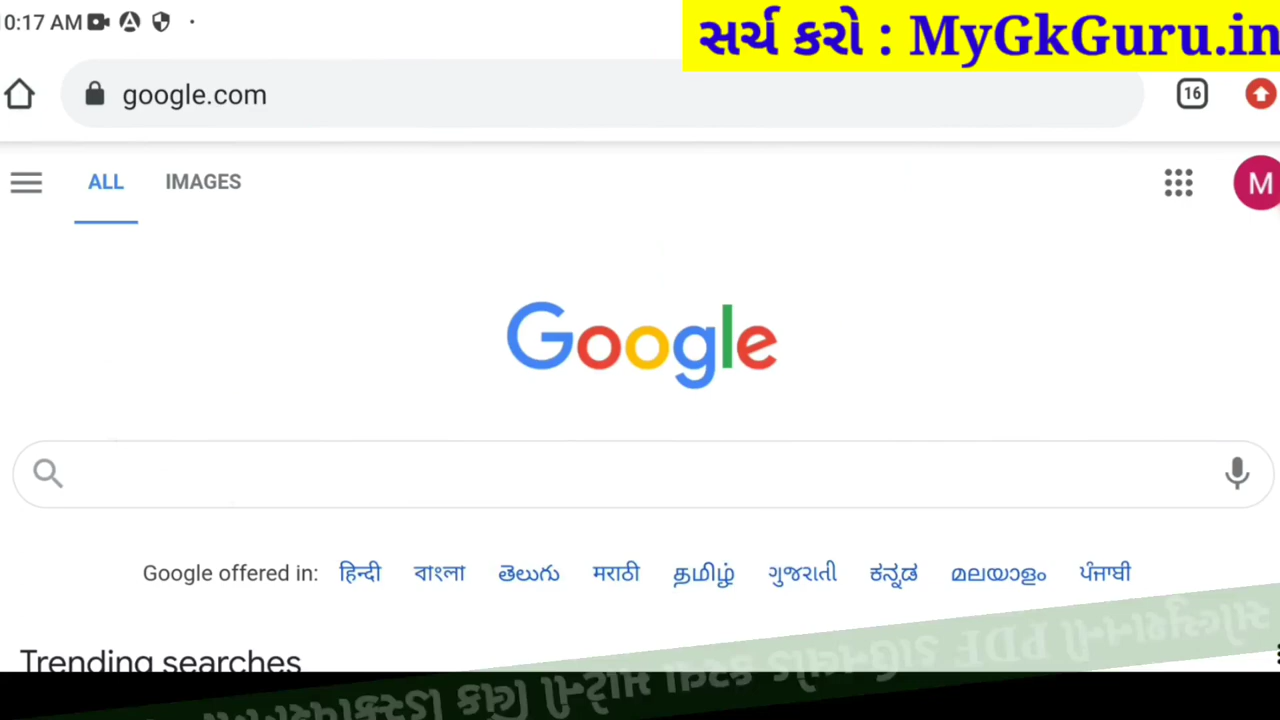 0:17 AM
સર્ચ કરો : MyGkGuru.in
google.com
16
ALL IMAGES
M
Google
Google offered in: हिन्दी বাংলা తెలుగు मराठी தமிழ் ગુજરાતી ಕನ್ನಡ മലയാളം ਪੰਜਾਬੀ
Trending searches